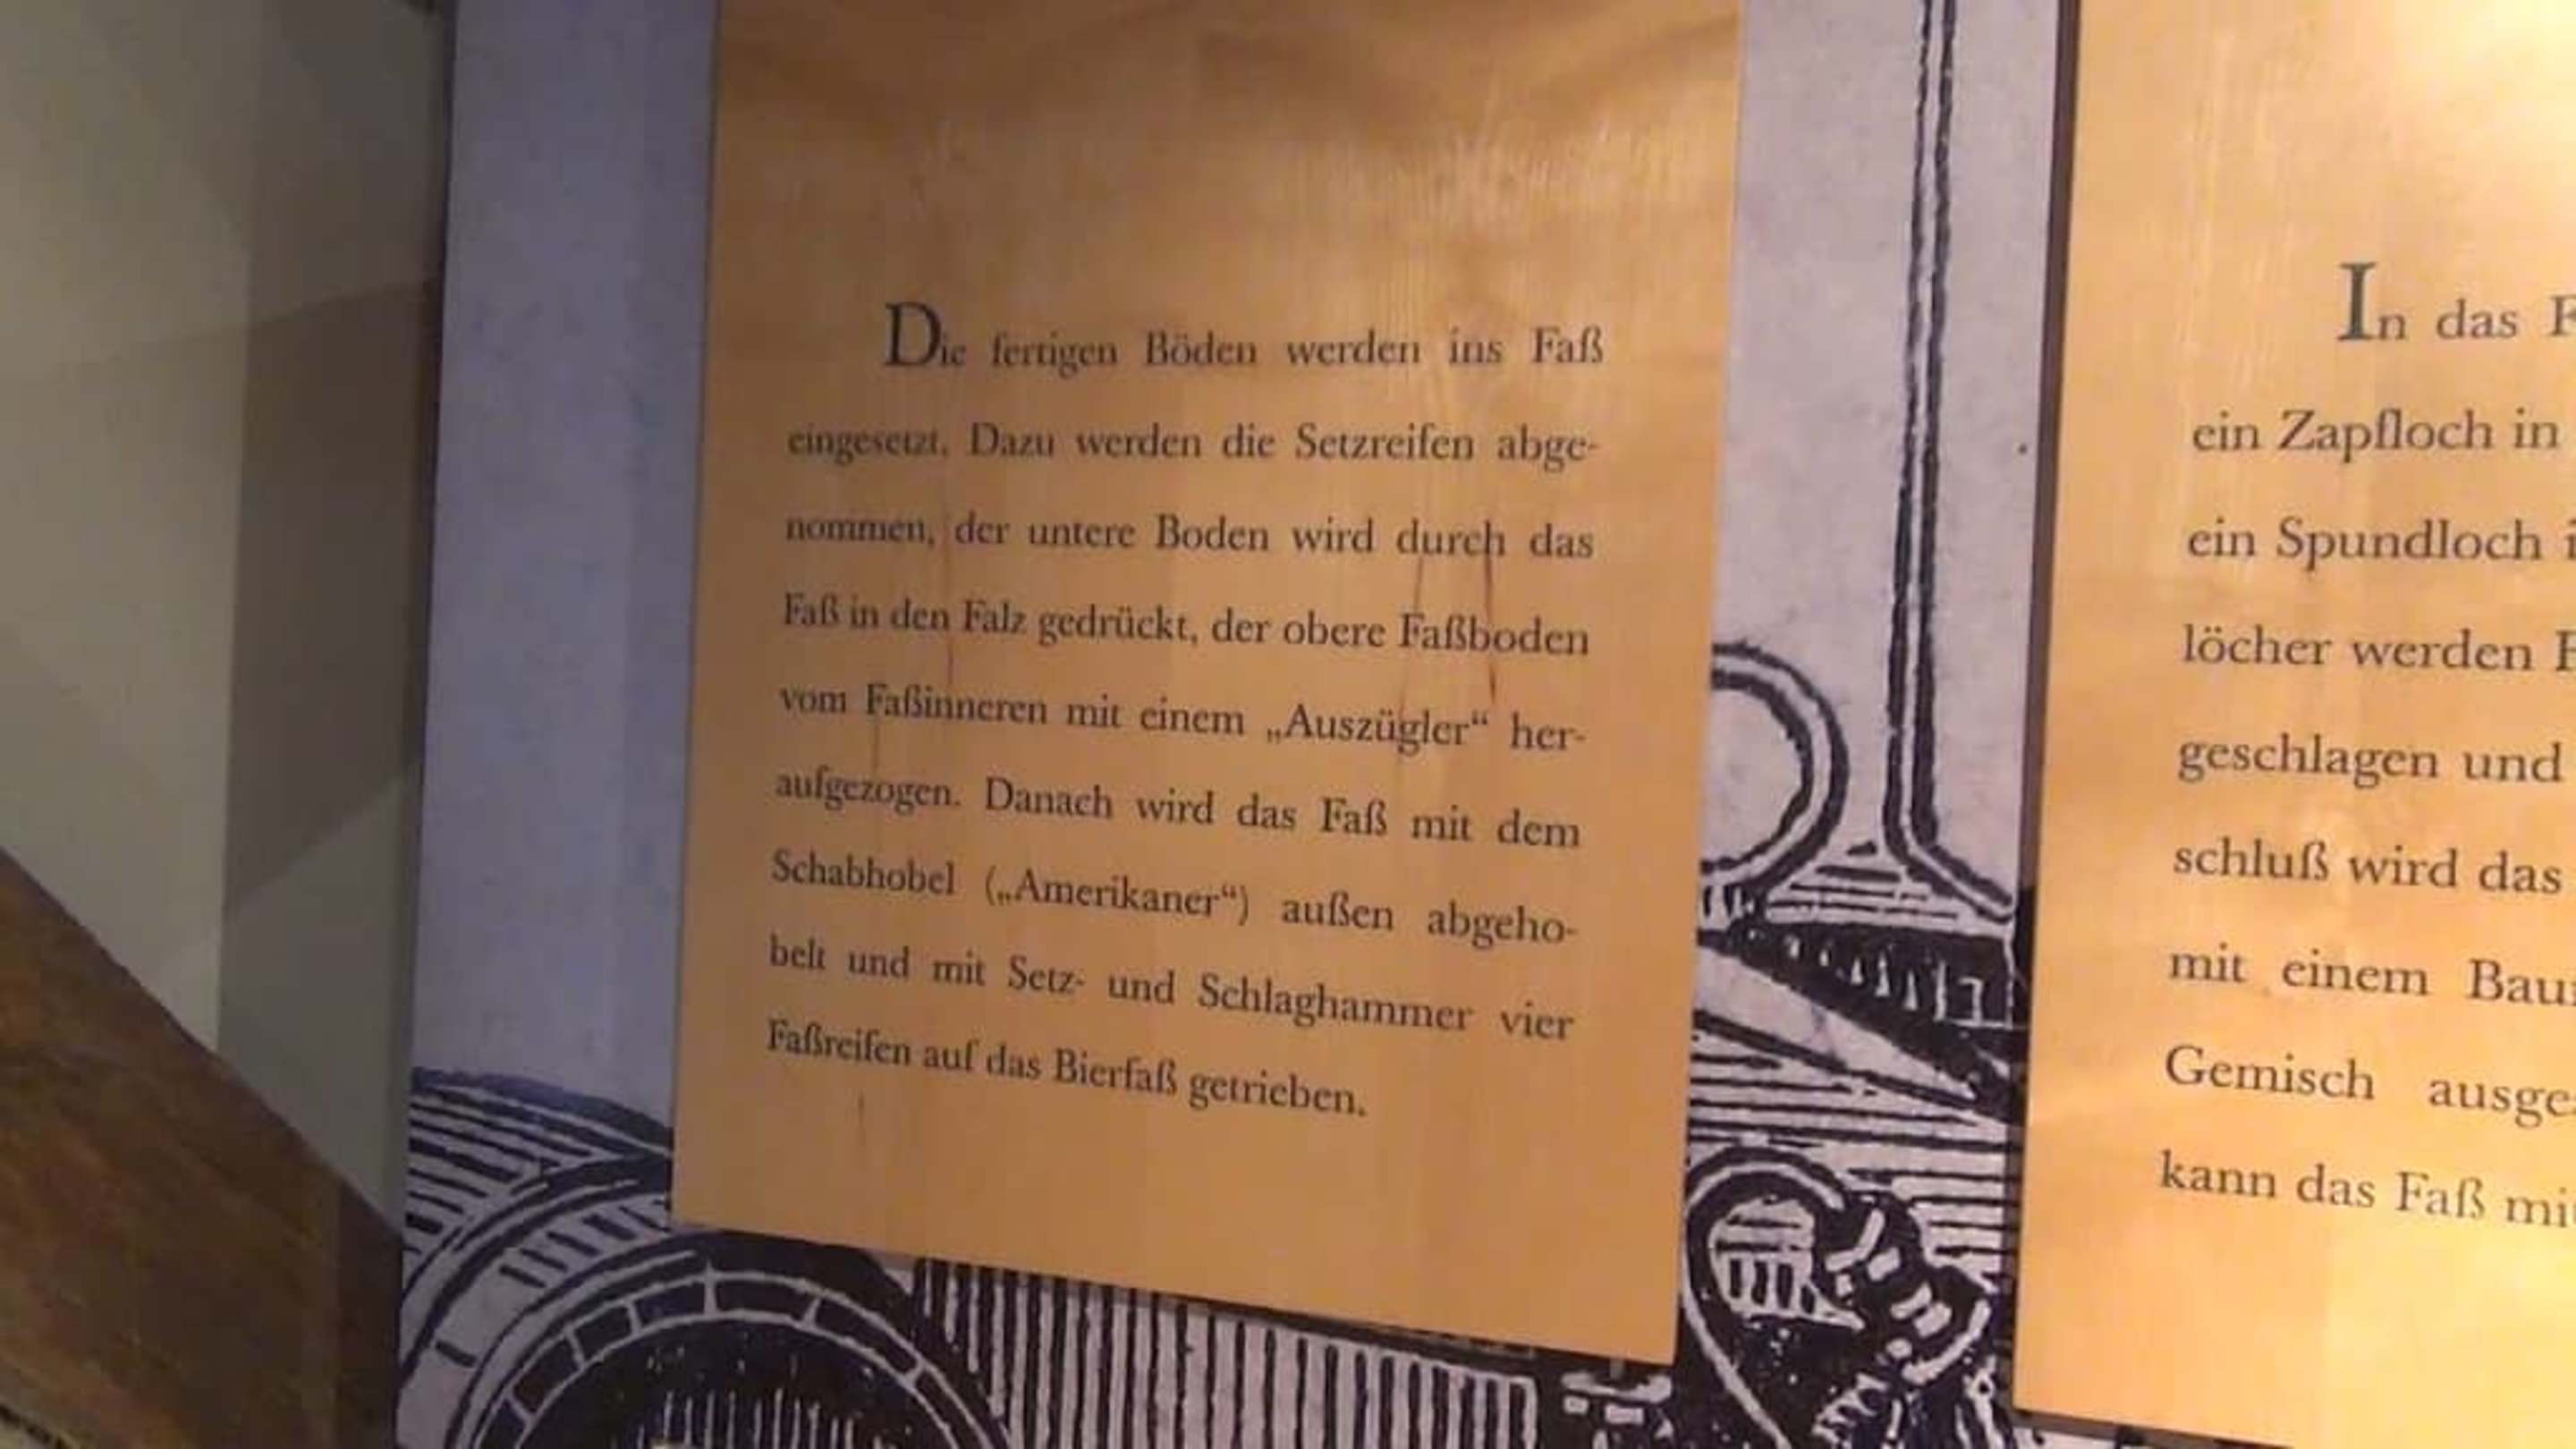 Die fertigen Böden werden ins Faß
eingesetzt. Dazu werden die Setzreifen abge-
nommen, der untere Boden wird durch das
Faß in den Falz gedrückt, der obere Faßboden
vom Faßinneren mit einem „Auszügler“ her-
aufgezogen. Danach wird das Faß mit dem
Schabhobel („Amerikaner“) außen abgeho-
belt und mit Setz- und Schlaghammer vier
Faßreifen auf das Bierfaß getrieben.
In das
ein Zapfloch in
ein Spundloch
löcher werden
geschlagen und
schluß wird das
mit einem
Gemisch
kann das Faß